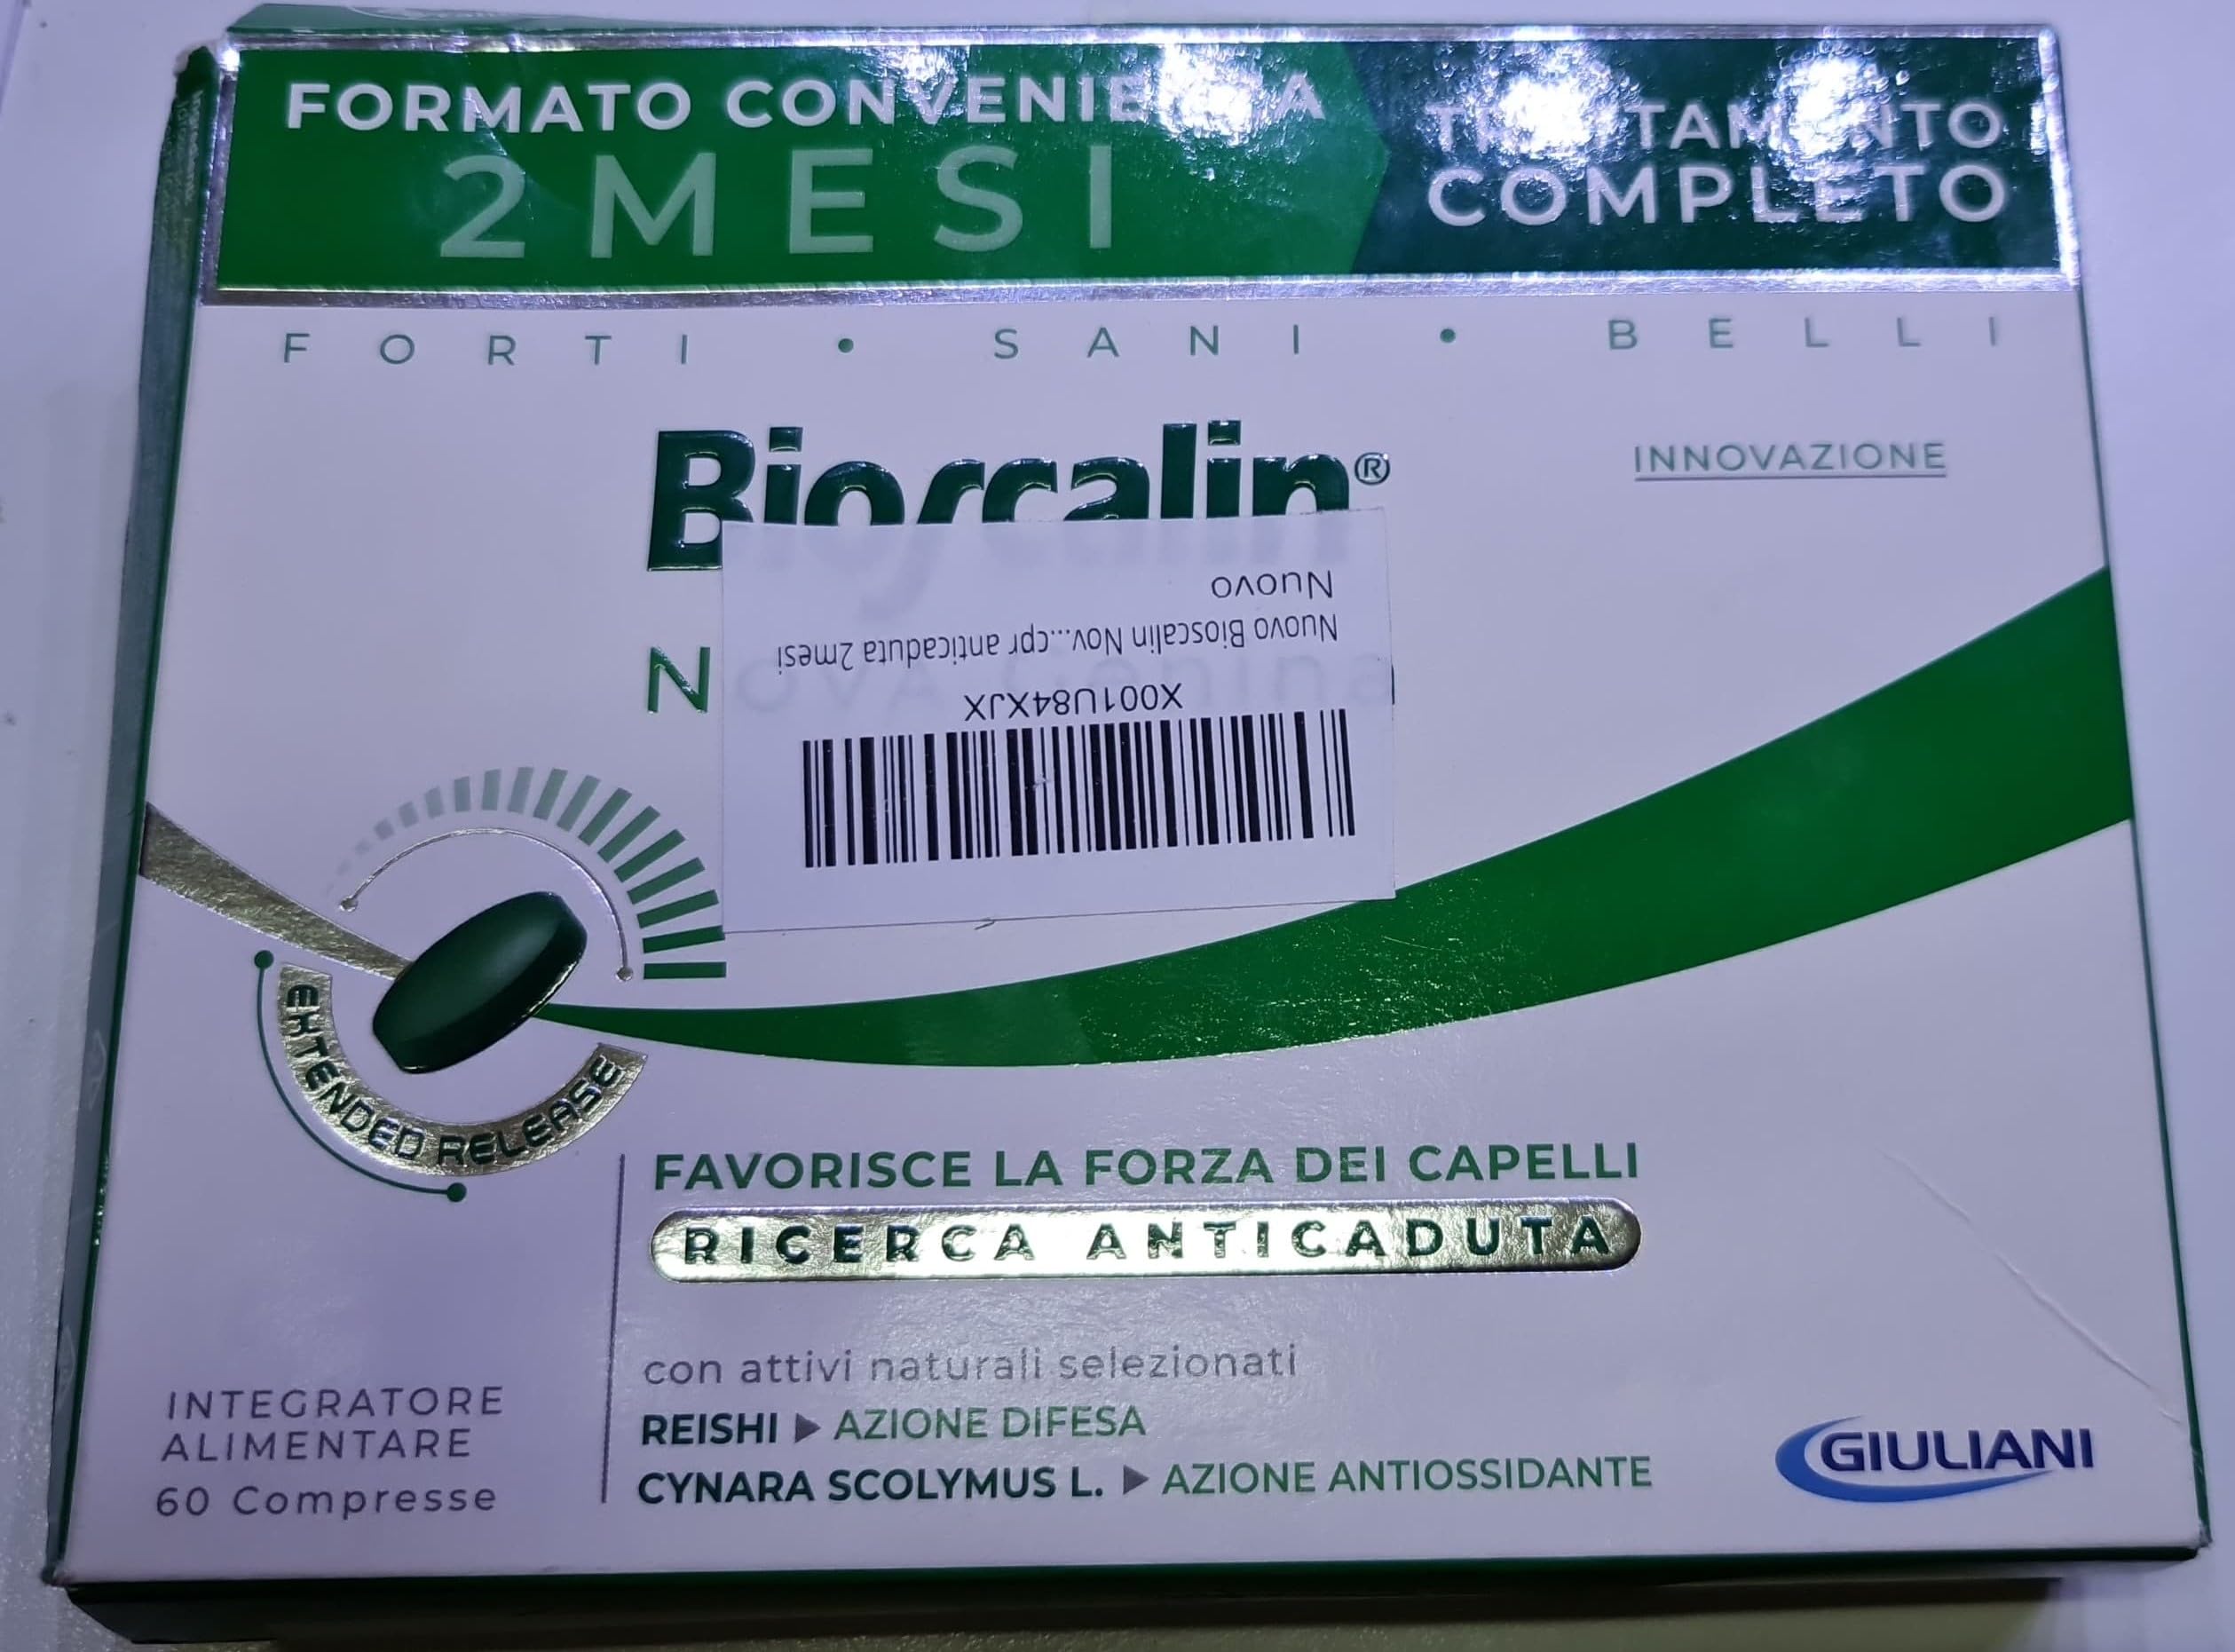 FORMATO CONVENIENZA
2 MESI
TRATTAMENTO
COMPLETO
FORTI • SANI • BELLI
Bioscalin®
INNOVAZIONE
NOVA Genina
Nuovo
Nuovo Bioscalin Nov...cpr anticaduta 2mesi
X001U84XJX
EXTENDED RELEASE
FAVORISCE LA FORZA DEI CAPELLI
RICERCA ANTICADUTA
con attivi naturali selezionati
REISHI ▶ AZIONE DIFESA
CYNARA SCOLYMUS L. ▶ AZIONE ANTIOSSIDANTE
INTEGRATORE
ALIMENTARE
60 Compresse
GIULIANI